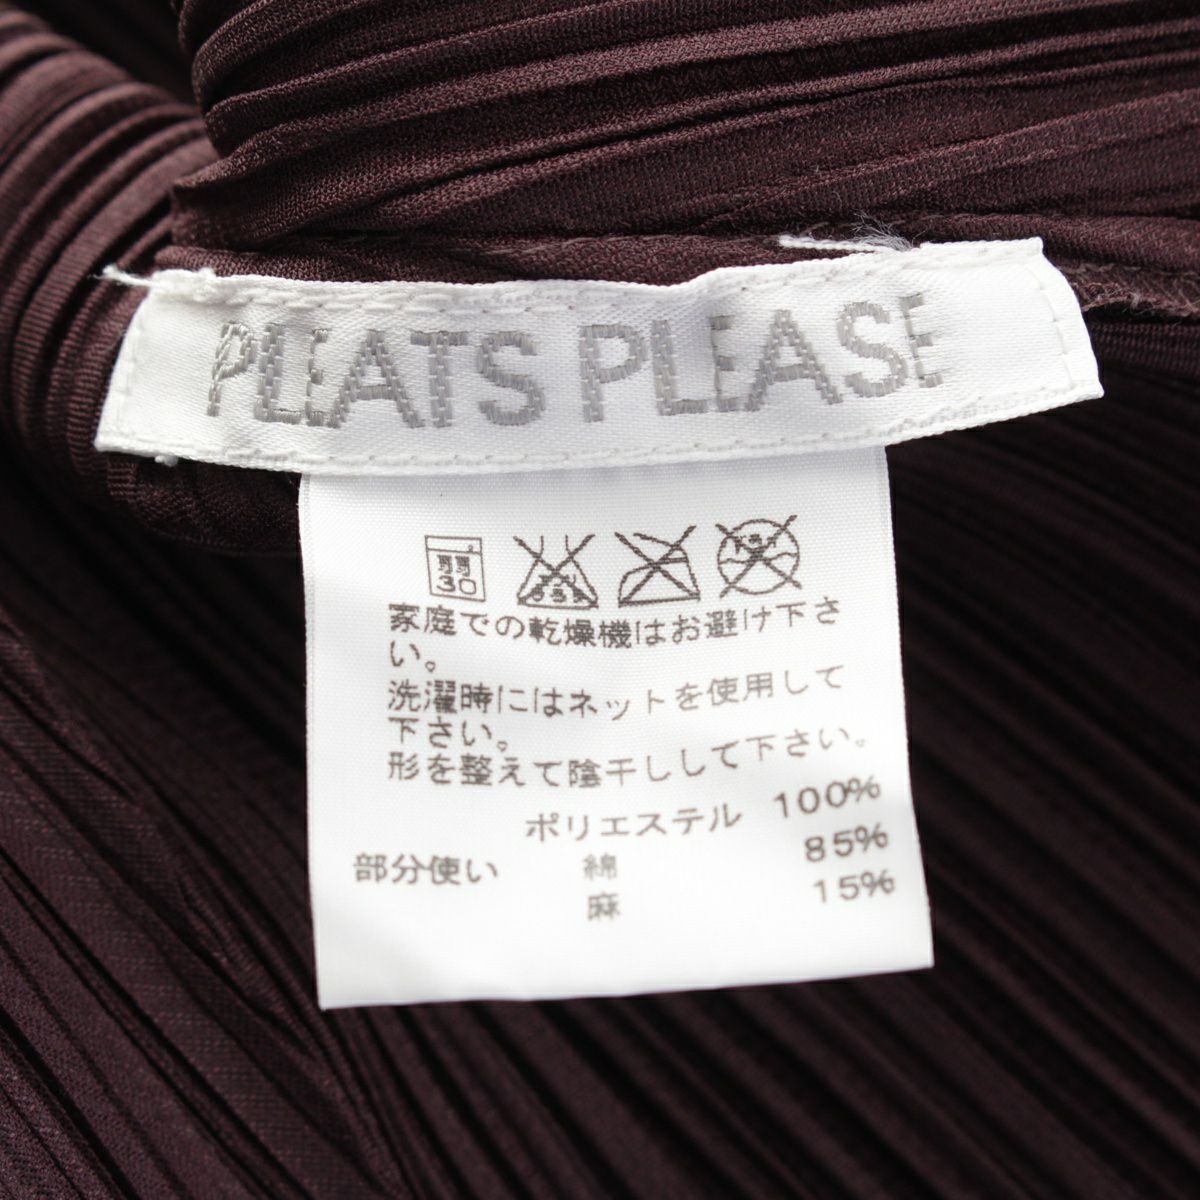 PLEATS PLEASE
弱
30
家庭での乾燥機はお避け下さ
い。
洗濯時にはネットを使用して
下さい。
形を整えて陰干しして下さい。
ポリエステル 100%
部分使い 綿 85%
麻 15%